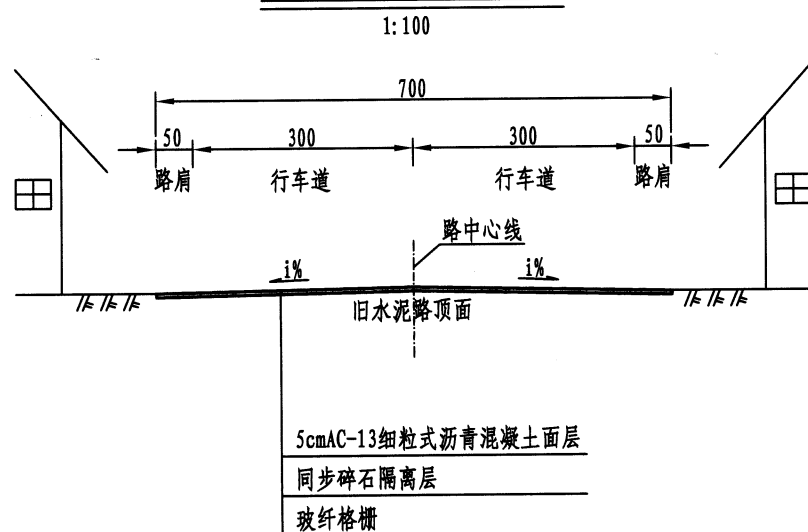 1:100
700
50 300 300 50
路肩 行车道 行车道 路肩
路中心线
i% i%
旧水泥路顶面
5cmAC-13细粒式沥青混凝土面层
同步碎石隔离层
玻纤格栅